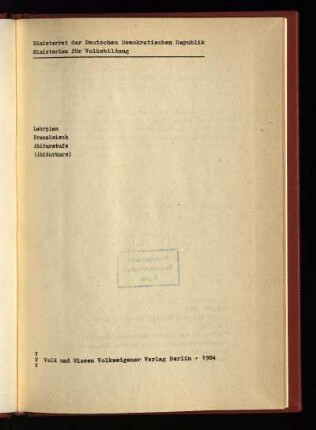 Ministerrat der Deutschen Demokratischen Republik
Ministerium für Volksbildung
Lehrplan
Französisch
Abiturstufe
(Abiturkurs)
V
W
V
Volk und Wissen Volkseigener Verlag Berlin · 1984